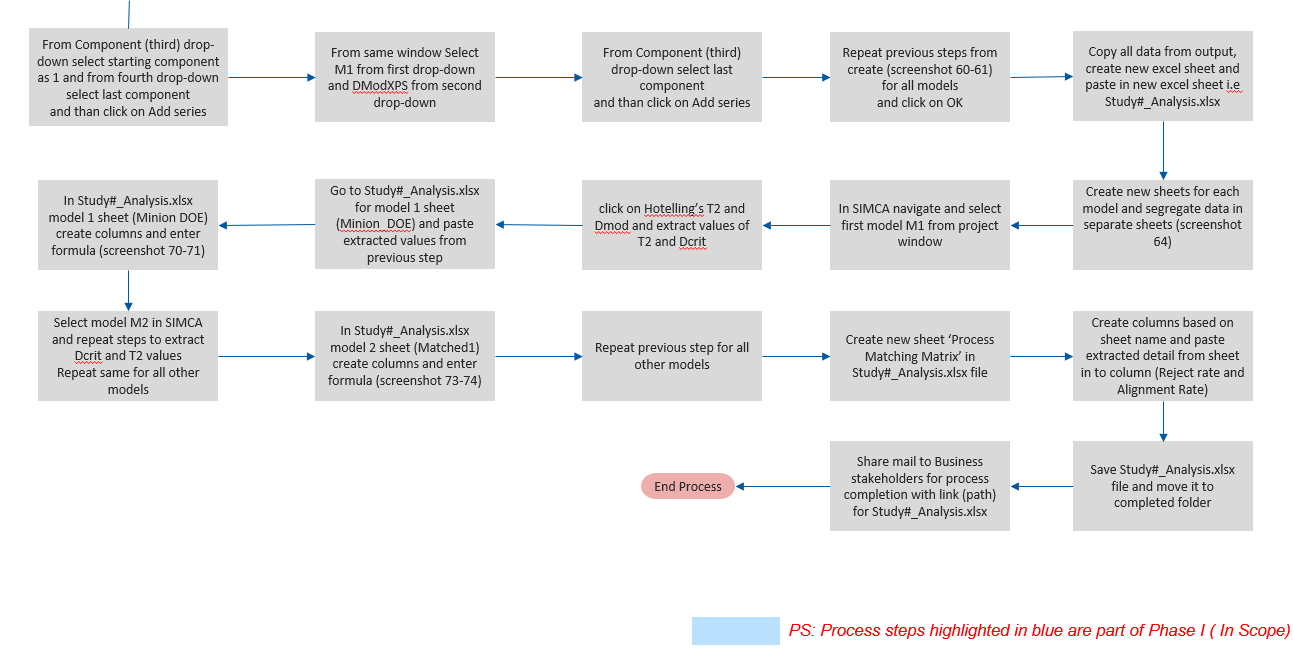 From Component (third) drop-
down select starting component
as 1 and from fourth drop-down
select last component
and than click on Add series
From same window Select
M1 from first drop-down
and DModXPS from second
drop-down
From Component (third)
drop-down select last
component
and than click on Add series
Repeat previous steps from
create (screenshot 60-61)
for all models
and click on OK
Copy all data from output,
create new excel sheet and
paste in new excel sheet i.e
Study#_Analysis.xlsx
Create new sheets for each
model and segregate data in
separate sheets (screenshot
64)
In SIMCA navigate and select
first model M1 from project
window
click on Hotelling's T2 and
Dmod and extract values of
T2 and Dcrit
Go to Study#_Analysis.xlsx
for model 1 sheet
(Minion_DOE) and paste
extracted values from
previous step
In Study#_Analysis.xlsx
model 1 sheet (Minion DOE)
create columns and enter
formula (screenshot 70-71)
Select model M2 in SIMCA
and repeat steps to extract
Dcrit and T2 values
Repeat same for all other
models
In Study#_Analysis.xlsx
model 2 sheet (Matched1)
create columns and enter
formula (screenshot 73-74)
Repeat previous step for all
other models
Create new sheet ‘Process
Matching Matrix’ in
Study#_Analysis.xlsx file
Create columns based on
sheet name and paste
extracted detail from sheet
in to column (Reject rate and
Alignment Rate)
Save Study#_Analysis.xlsx
file and move it to
completed folder
Share mail to Business
stakeholders for process
completion with link (path)
for Study#_Analysis.xlsx
End Process
PS: Process steps highlighted in blue are part of Phase I ( In Scope)